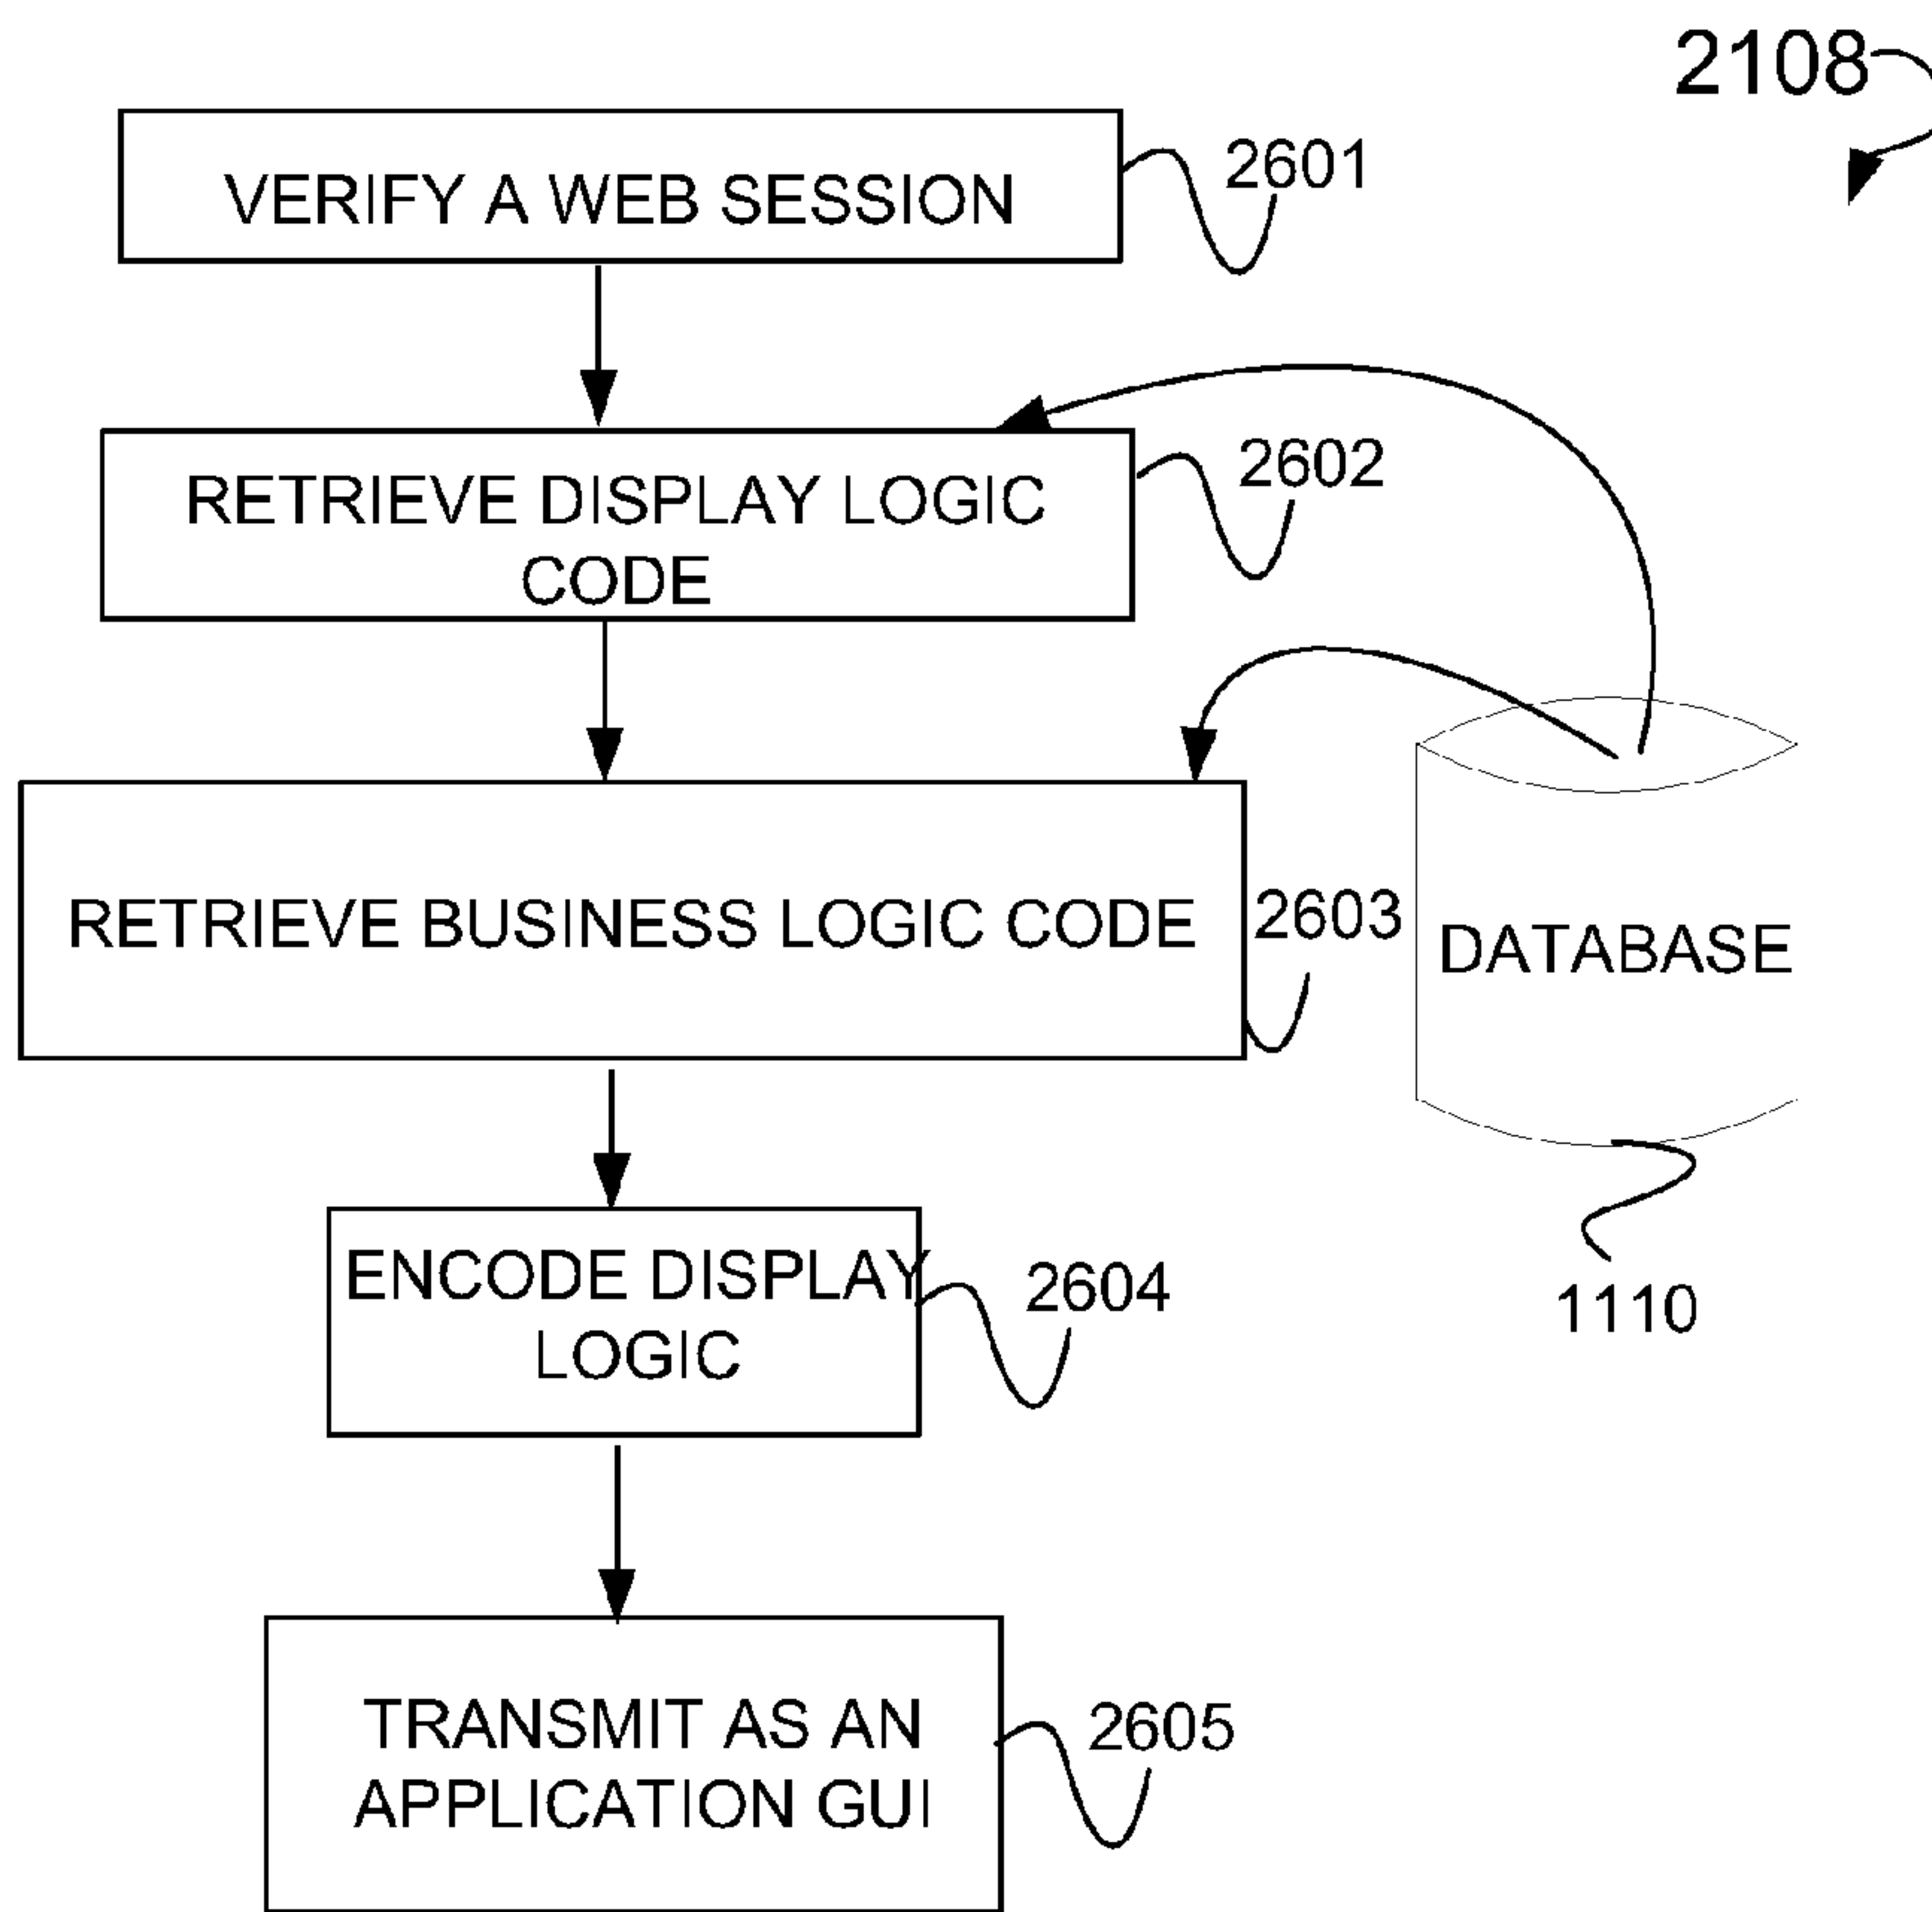 2108
VERIFY A WEB SESSION
2601
RETRIEVE DISPLAY LOGIC
CODE
2602
RETRIEVE BUSINESS LOGIC CODE
2603
DATABASE
1110
ENCODE DISPLAY
LOGIC
2604
TRANSMIT AS AN
APPLICATION GUI
2605